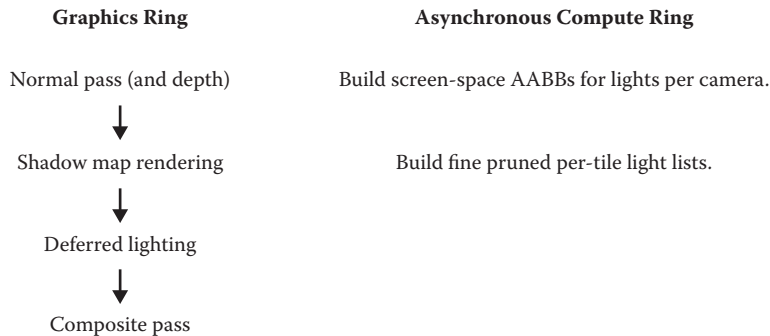 Graphics Ring
Asynchronous Compute Ring
Normal pass (and depth)
Build screen-space AABBs for lights per camera.
Shadow map rendering
Build fine pruned per-tile light lists.
Deferred lighting
Composite pass